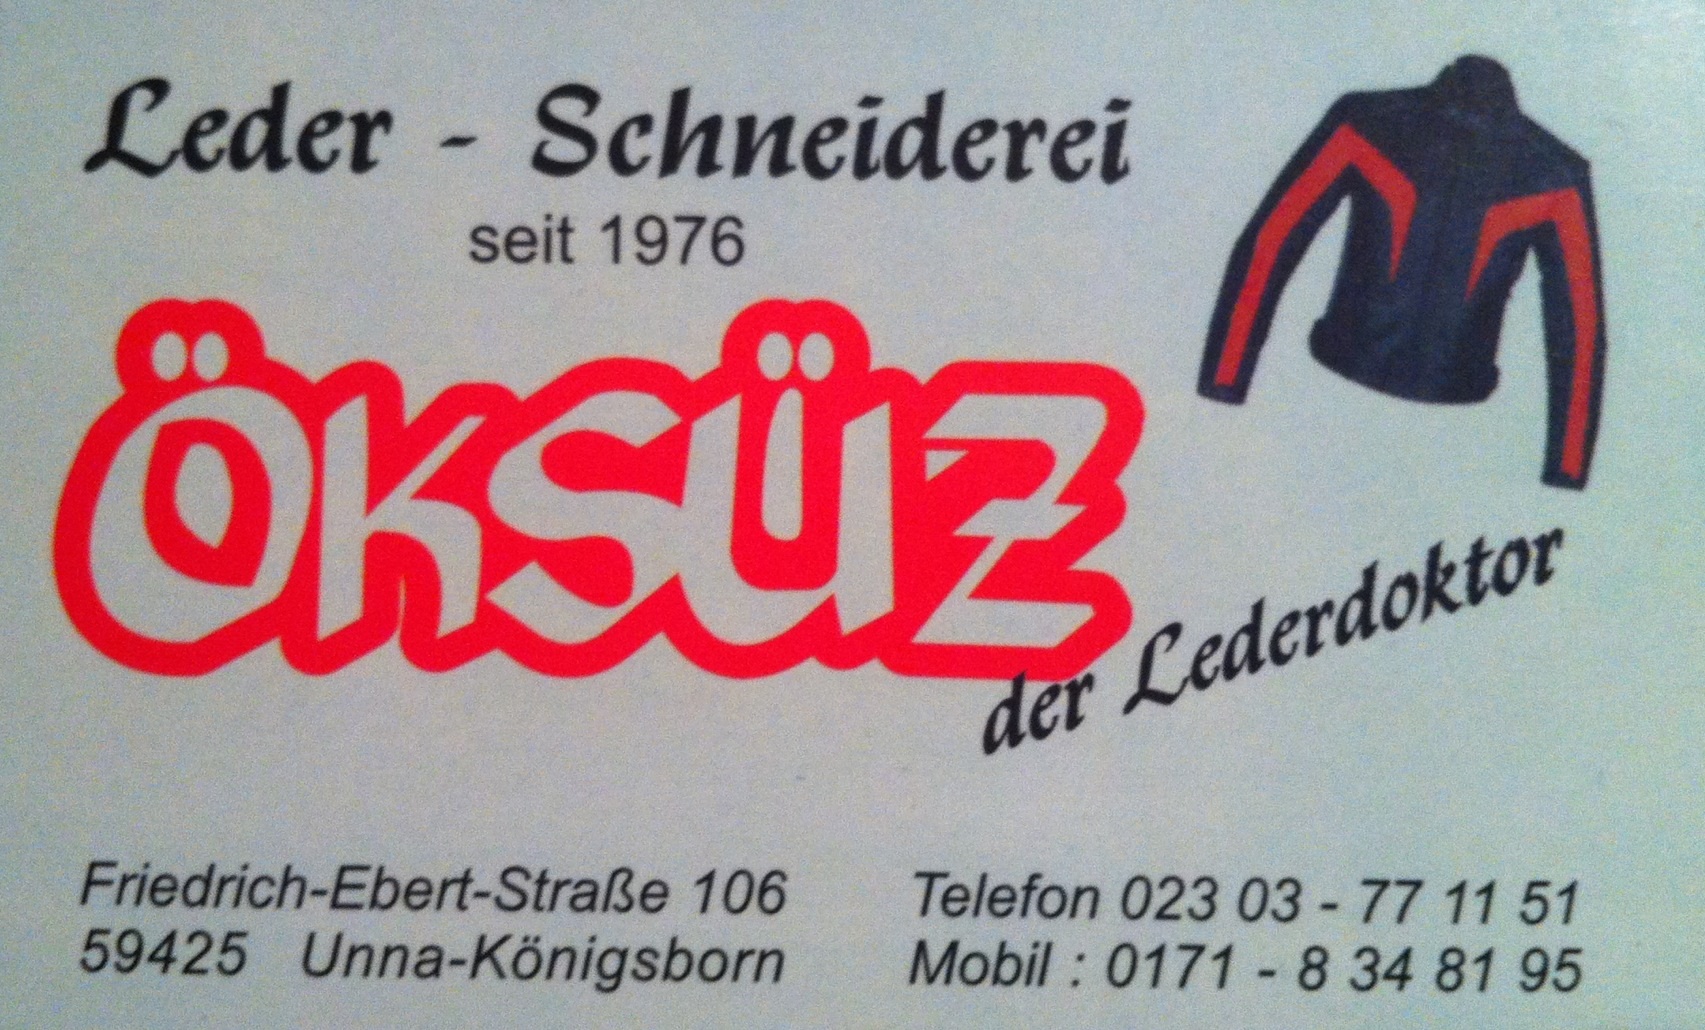 Leder - Schneiderei
seit 1976
ÖKSÜZ
der Lederdoktor
Friedrich-Ebert-Straße 106
59425 Unna-Königsborn
Telefon 023 03 - 77 11 51
Mobil : 0171 - 8 34 81 95